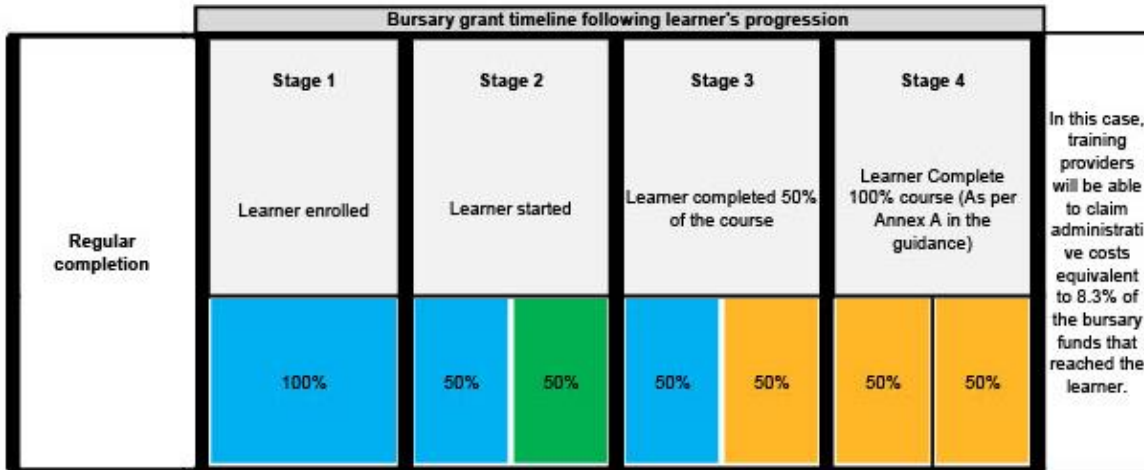 Bursary grant timeline following learner's progression
Regular
completion
Stage 1
Learner enrolled
100%
Stage 2
Learner started
50%
50%
Stage 3
Learner completed 50%
of the course
50%
50%
Stage 4
Learner Complete
100% course (As per
Annex A in the
guidance)
50%
50%
In this case,
training
providers
will be able
to claim
administrati
ve costs
equivalent
to 8.3% of
the bursary
funds that
reached the
learner.